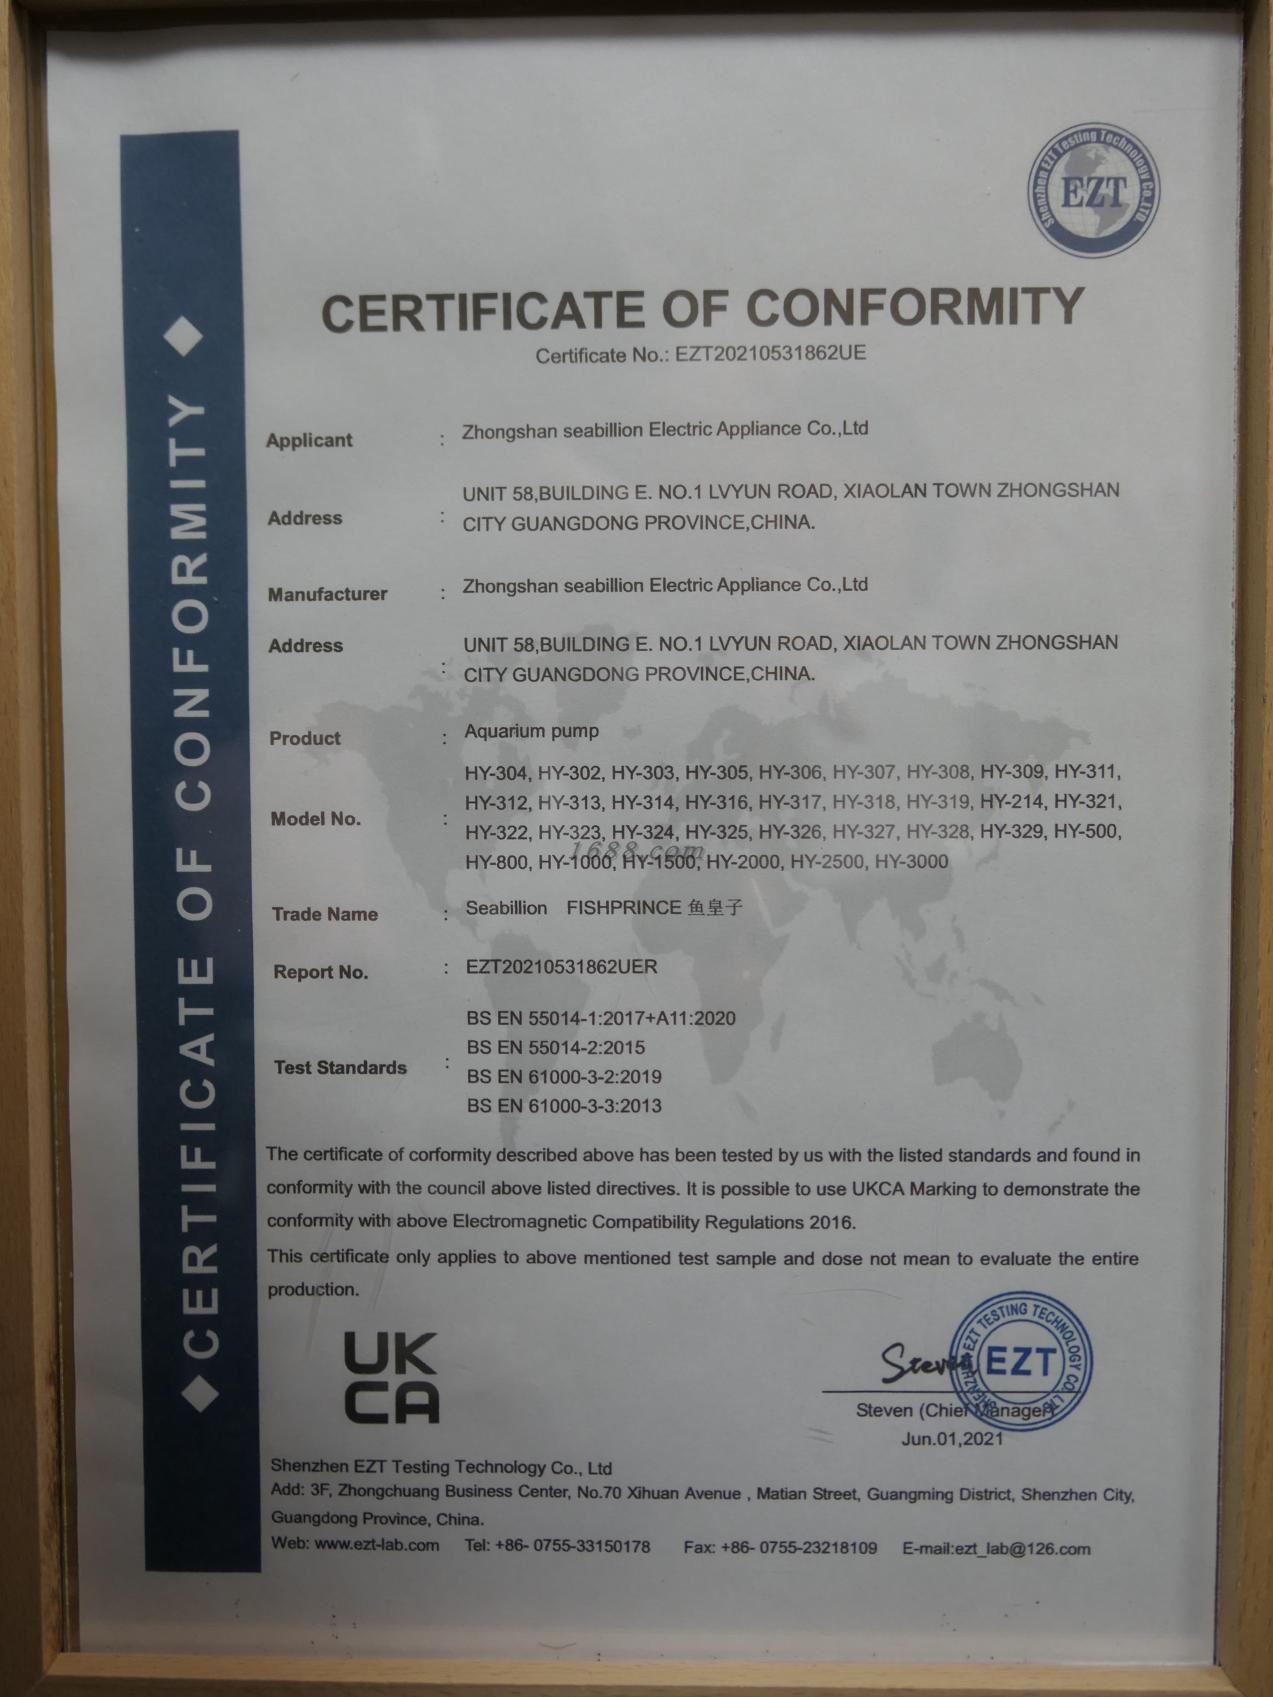 Shenzhen EZT Testing Technology Co.,LTD.
EZT
CERTIFICATE OF CONFORMITY
CERTIFICATE OF CONFORMITY
Certificate No.: EZT20210531862UE
Applicant : Zhongshan seabillion Electric Appliance Co.,Ltd
Address : UNIT 58,BUILDING E. NO.1 LVYUN ROAD, XIAOLAN TOWN ZHONGSHAN
CITY GUANGDONG PROVINCE,CHINA.
Manufacturer : Zhongshan seabillion Electric Appliance Co.,Ltd
Address : UNIT 58,BUILDING E. NO.1 LVYUN ROAD, XIAOLAN TOWN ZHONGSHAN
CITY GUANGDONG PROVINCE,CHINA.
Product : Aquarium pump
Model No. : HY-304, HY-302, HY-303, HY-305, HY-306, HY-307, HY-308, HY-309, HY-311,
HY-312, HY-313, HY-314, HY-316, HY-317, HY-318, HY-319, HY-214, HY-321,
HY-322, HY-323, HY-324, HY-325, HY-326, HY-327, HY-328, HY-329, HY-500,
1688.com
HY-800, HY-1000, HY-1500, HY-2000, HY-2500, HY-3000
Trade Name : Seabillion FISHPRINCE 鱼皇子
Report No. : EZT20210531862UER
Test Standards : BS EN 55014-1:2017+A11:2020
BS EN 55014-2:2015
BS EN 61000-3-2:2019
BS EN 61000-3-3:2013
The certificate of corformity described above has been tested by us with the listed standards and found in
conformity with the council above listed directives. It is possible to use UKCA Marking to demonstrate the
conformity with above Electromagnetic Compatibility Regulations 2016.
This certificate only applies to above mentioned test sample and dose not mean to evaluate the entire
production.
UK
CA
Steven
SHENZHEN EZT TESTING TECHNOLOGY CO., LTD
EZT
Steven (Chief Manager)
Jun.01,2021
Shenzhen EZT Testing Technology Co., Ltd
Add: 3F, Zhongchuang Business Center, No.70 Xihuan Avenue , Matian Street, Guangming District, Shenzhen City,
Guangdong Province, China.
Web: www.ezt-lab.com Tel: +86- 0755-33150178 Fax: +86- 0755-23218109 E-mail:ezt_lab@126.com